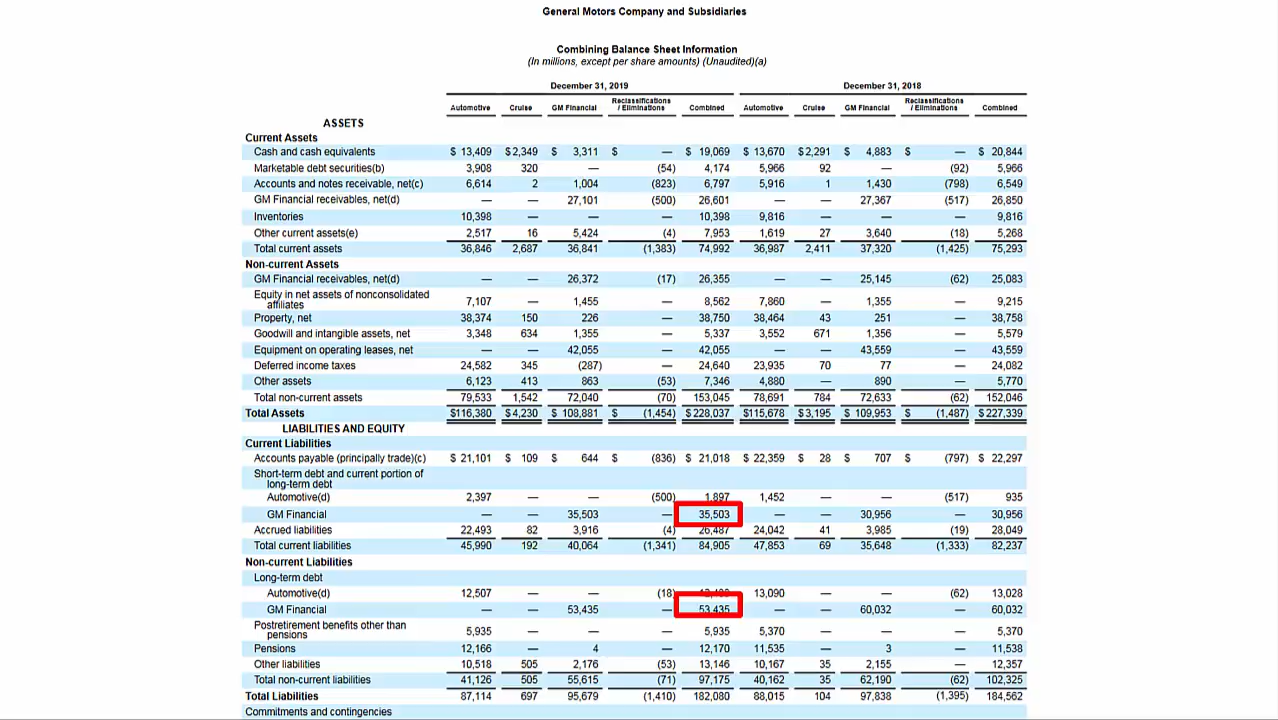 General Motors Company and Subsidiaries
Combining Balance Sheet Information
(In millions, except per share amounts) (Unaudited)(a)
December 31, 2019 December 31, 2018
Automotive Cruise GM Financial Reclassifications / Eliminations Combined Automotive Cruise GM Financial Reclassifications / Eliminations Combined
ASSETS
Current Assets
Cash and cash equivalents $ 13,409 $2,349 $ 3,311 $ — $ 19,069 $ 13,670 $2,291 $ 4,883 $ — $ 20,844
Marketable debt securities(b) 3,908 320 — (54) 4,174 5,966 92 — (92) 5,966
Accounts and notes receivable, net(c) 6,614 2 1,004 (823) 6,797 5,916 1 1,430 (798) 6,549
GM Financial receivables, net(d) — — 27,101 (500) 26,601 — — 27,367 (517) 26,850
Inventories 10,398 — — — 10,398 9,816 — — — 9,816
Other current assets(e) 2,517 16 5,424 (4) 7,953 1,619 27 3,640 (18) 5,268
Total current assets 36,846 2,687 36,841 (1,383) 74,992 36,987 2,411 37,320 (1,425) 75,293
Non-current Assets
GM Financial receivables, net(d) — — 26,372 (17) 26,355 — — 25,145 (62) 25,083
Equity in net assets of nonconsolidated
affiliates 7,107 — 1,455 — 8,562 7,860 — 1,355 — 9,215
Property, net 38,374 150 226 — 38,750 38,464 43 251 — 38,758
Goodwill and intangible assets, net 3,348 634 1,355 — 5,337 3,552 671 1,356 — 5,579
Equipment on operating leases, net — — 42,055 — 42,055 — — 43,559 — 43,559
Deferred income taxes 24,582 345 (287) — 24,640 23,935 70 77 — 24,082
Other assets 6,123 413 863 (53) 7,346 4,880 — 890 — 5,770
Total non-current assets 79,533 1,542 72,040 (70) 153,045 78,691 784 72,633 (62) 152,046
Total Assets $116,380 $4,230 $ 108,881 $ (1,454) $ 228,037 $115,678 $3,195 $ 109,953 $ (1,487) $ 227,339
LIABILITIES AND EQUITY
Current Liabilities
Accounts payable (principally trade)(c) $ 21,101 $ 109 $ 644 $ (836) $ 21,018 $ 22,359 $ 28 $ 707 $ (797) $ 22,297
Short-term debt and current portion of
long-term debt
Automotive(d) 2,397 — — (500) 1,897 1,452 — — (517) 935
GM Financial — — 35,503 — 35,503 — — 30,956 — 30,956
Accrued liabilities 22,493 82 3,916 (4) 26,487 24,042 41 3,985 (19) 28,049
Total current liabilities 45,990 192 40,064 (1,341) 84,905 47,853 69 35,648 (1,333) 82,237
Non-current Liabilities
Long-term debt
Automotive(d) 12,507 — — (18) 13,090 — — (62) 13,028
GM Financial — — 53,435 — 53,435 — — 60,032 — 60,032
Postretirement benefits other than
pensions 5,935 — — — 5,935 5,370 — — — 5,370
Pensions 12,166 — 4 — 12,170 11,535 — 3 — 11,538
Other liabilities 10,518 505 2,176 (53) 13,146 10,167 35 2,155 — 12,357
Total non-current liabilities 41,126 505 55,615 (71) 97,175 40,162 35 62,190 (62) 102,325
Total Liabilities 87,114 697 95,679 (1,410) 182,080 88,015 104 97,838 (1,395) 184,562
Commitments and contingencies